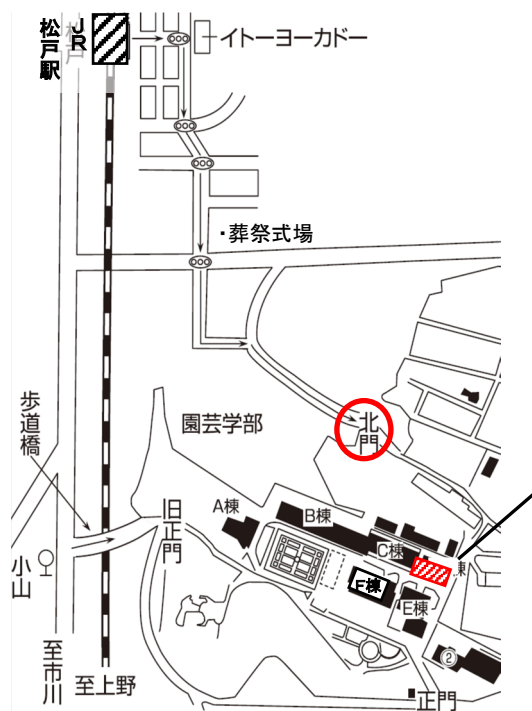 JR
松戸駅
イトーヨーカドー
・葬祭式場
北門
園芸学部
歩道橋
旧正門
A棟
B棟
C棟
棟
F棟
E棟
小山
②
至市川
至上野
正門